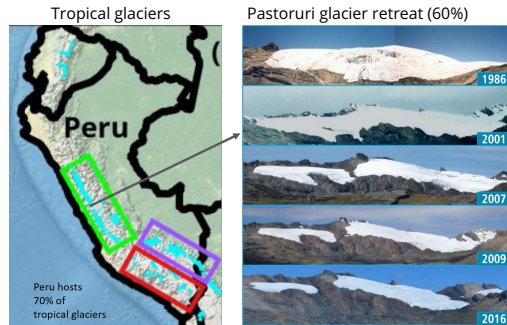 Tropical glaciers
Pastoruri glacier retreat (60%)
Peru
Peru hosts
70% of
tropical glaciers
1986
2001
2007
2009
2016